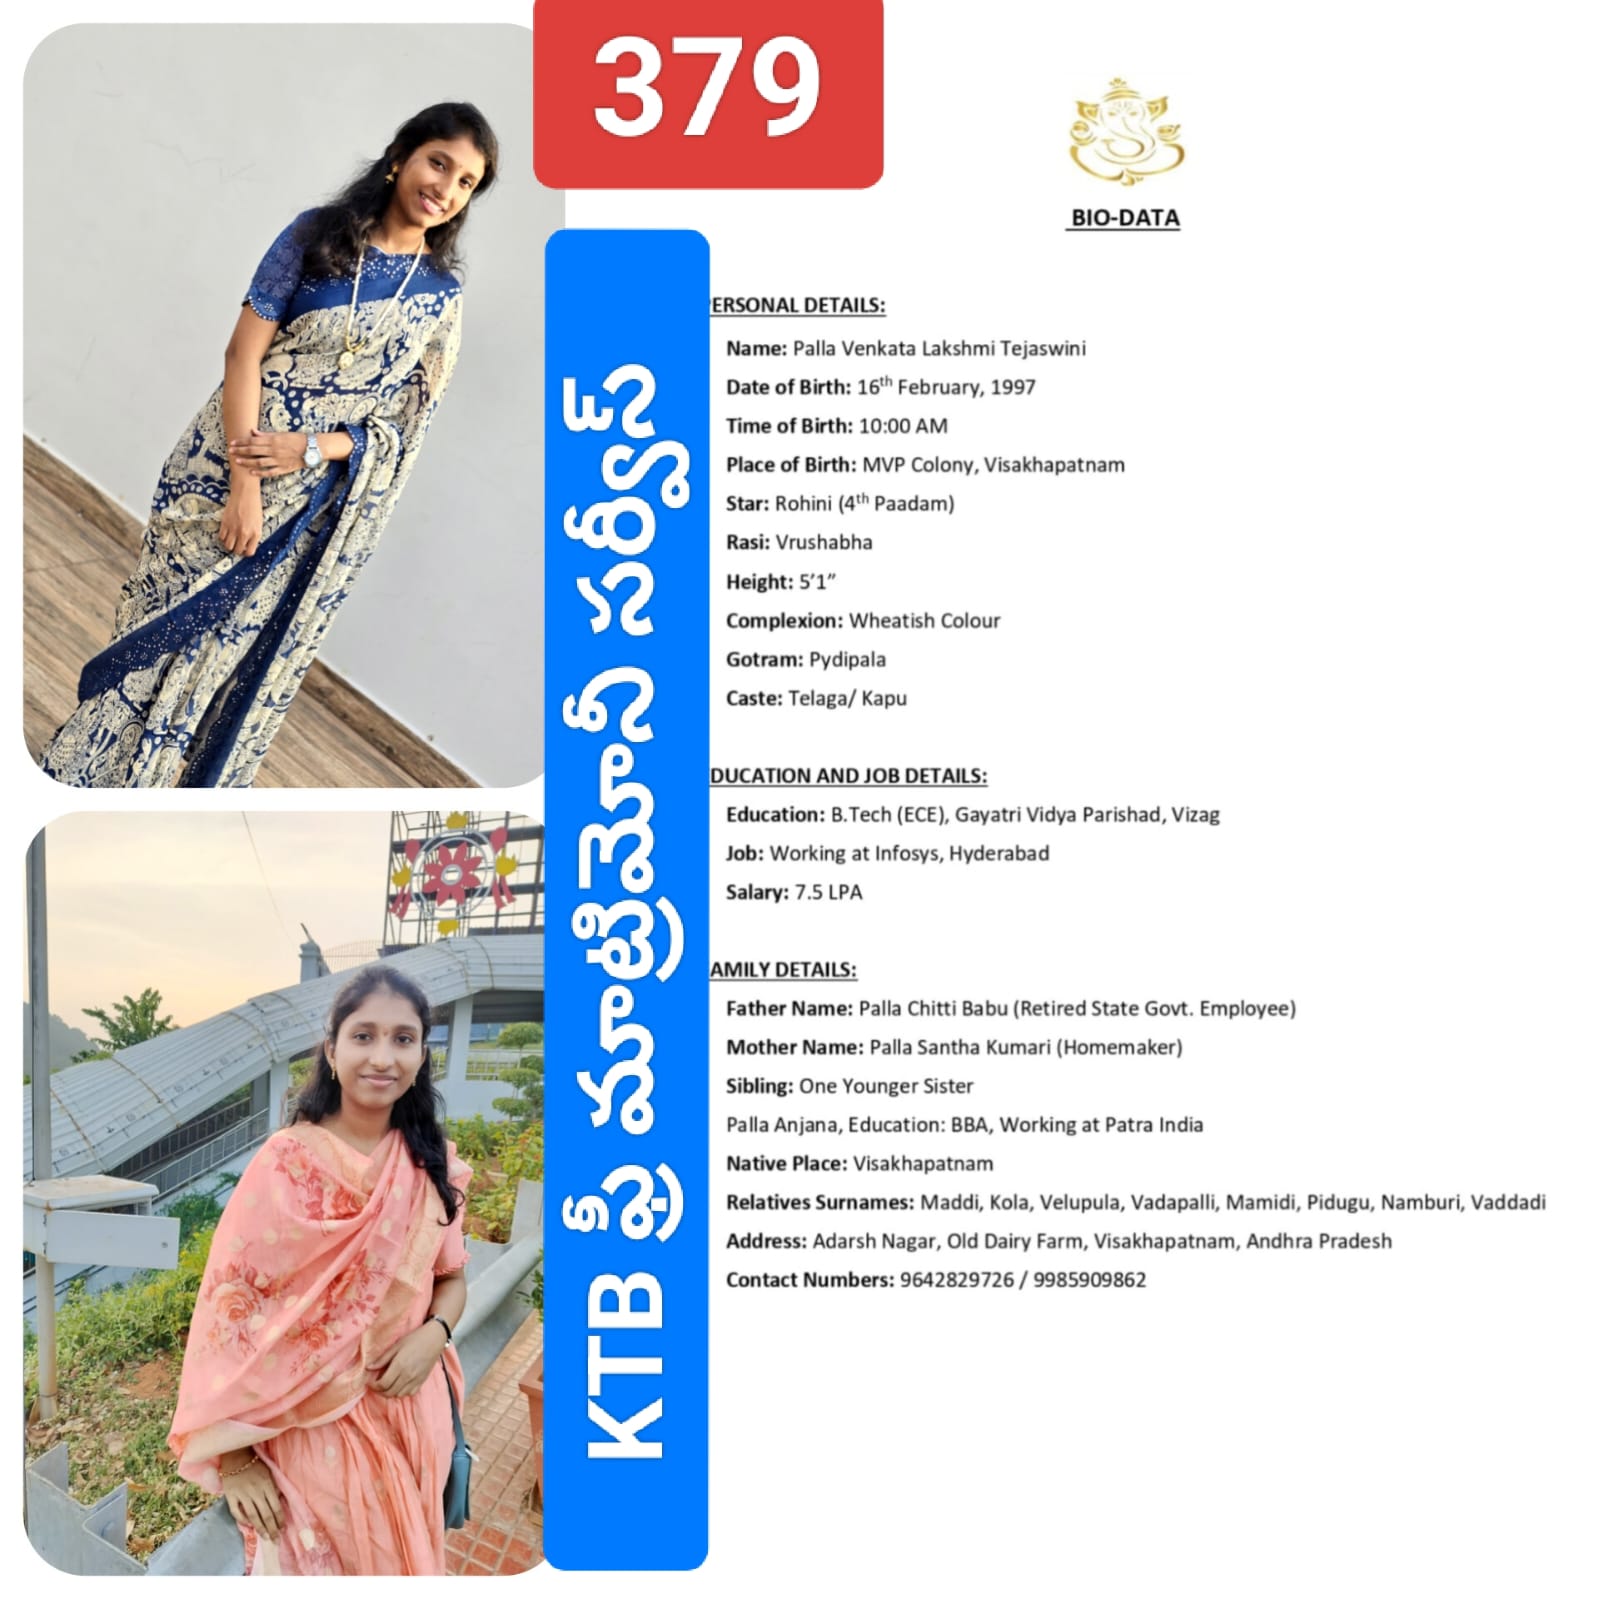 379
KTB ఫ్రీ మ్యాట్రిమోనీ సర్వీస్
BIO-DATA
ERSONAL DETAILS:
Name: Palla Venkata Lakshmi Tejaswini
Date of Birth: 16th February, 1997
Time of Birth: 10:00 AM
Place of Birth: MVP Colony, Visakhapatnam
Star: Rohini (4th Paadam)
Rasi: Vrushabha
Height: 5’1”
Complexion: Wheatish Colour
Gotram: Pydipala
Caste: Telaga/ Kapu
DUCATION AND JOB DETAILS:
Education: B.Tech (ECE), Gayatri Vidya Parishad, Vizag
Job: Working at Infosys, Hyderabad
Salary: 7.5 LPA
AMILY DETAILS:
Father Name: Palla Chitti Babu (Retired State Govt. Employee)
Mother Name: Palla Santha Kumari (Homemaker)
Sibling: One Younger Sister
Palla Anjana, Education: BBA, Working at Patra India
Native Place: Visakhapatnam
Relatives Surnames: Maddi, Kola, Velupula, Vadapalli, Mamidi, Pidugu, Namburi, Vaddadi
Address: Adarsh Nagar, Old Dairy Farm, Visakhapatnam, Andhra Pradesh
Contact Numbers: 9642829726 / 9985909862